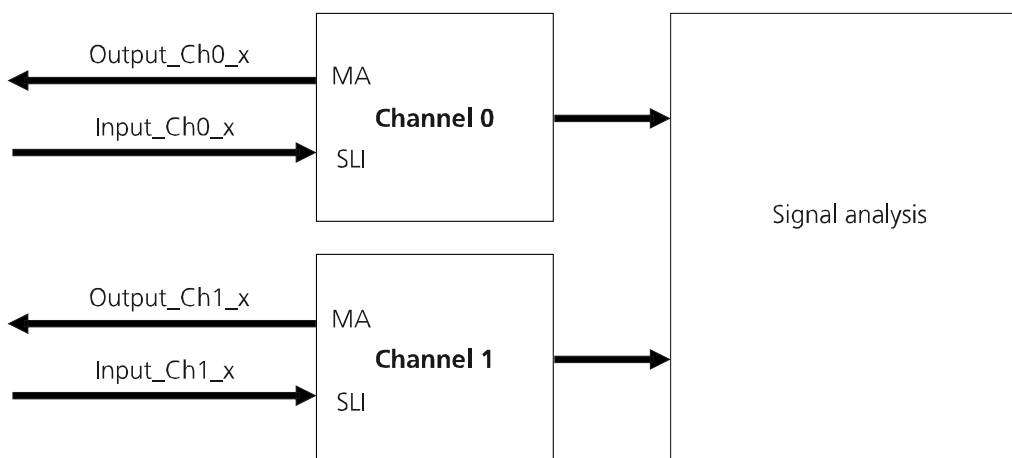 Output_Ch0_x
MA
Channel 0
Input_Ch0_x
SLI
Signal analysis
Output_Ch1_x
MA
Channel 1
Input_Ch1_x
SLI